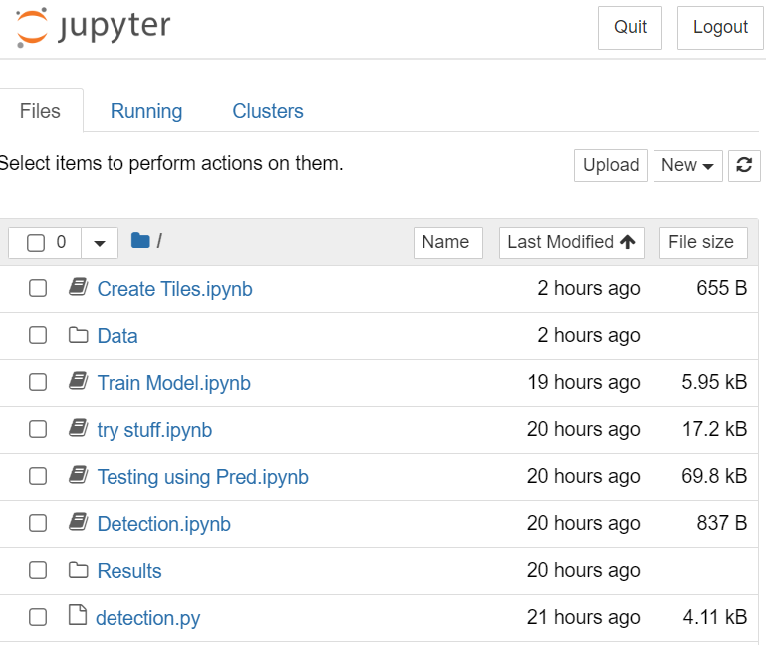 jupyter Quit Logout
Files Running Clusters
Select items to perform actions on them. Upload New
0 / Name Last Modified File size
Create Tiles.ipynb 2 hours ago 655 B
Data 2 hours ago
Train Model.ipynb 19 hours ago 5.95 kB
try stuff.ipynb 20 hours ago 17.2 kB
Testing using Pred.ipynb 20 hours ago 69.8 kB
Detection.ipynb 20 hours ago 837 B
Results 20 hours ago
detection.py 21 hours ago 4.11 kB